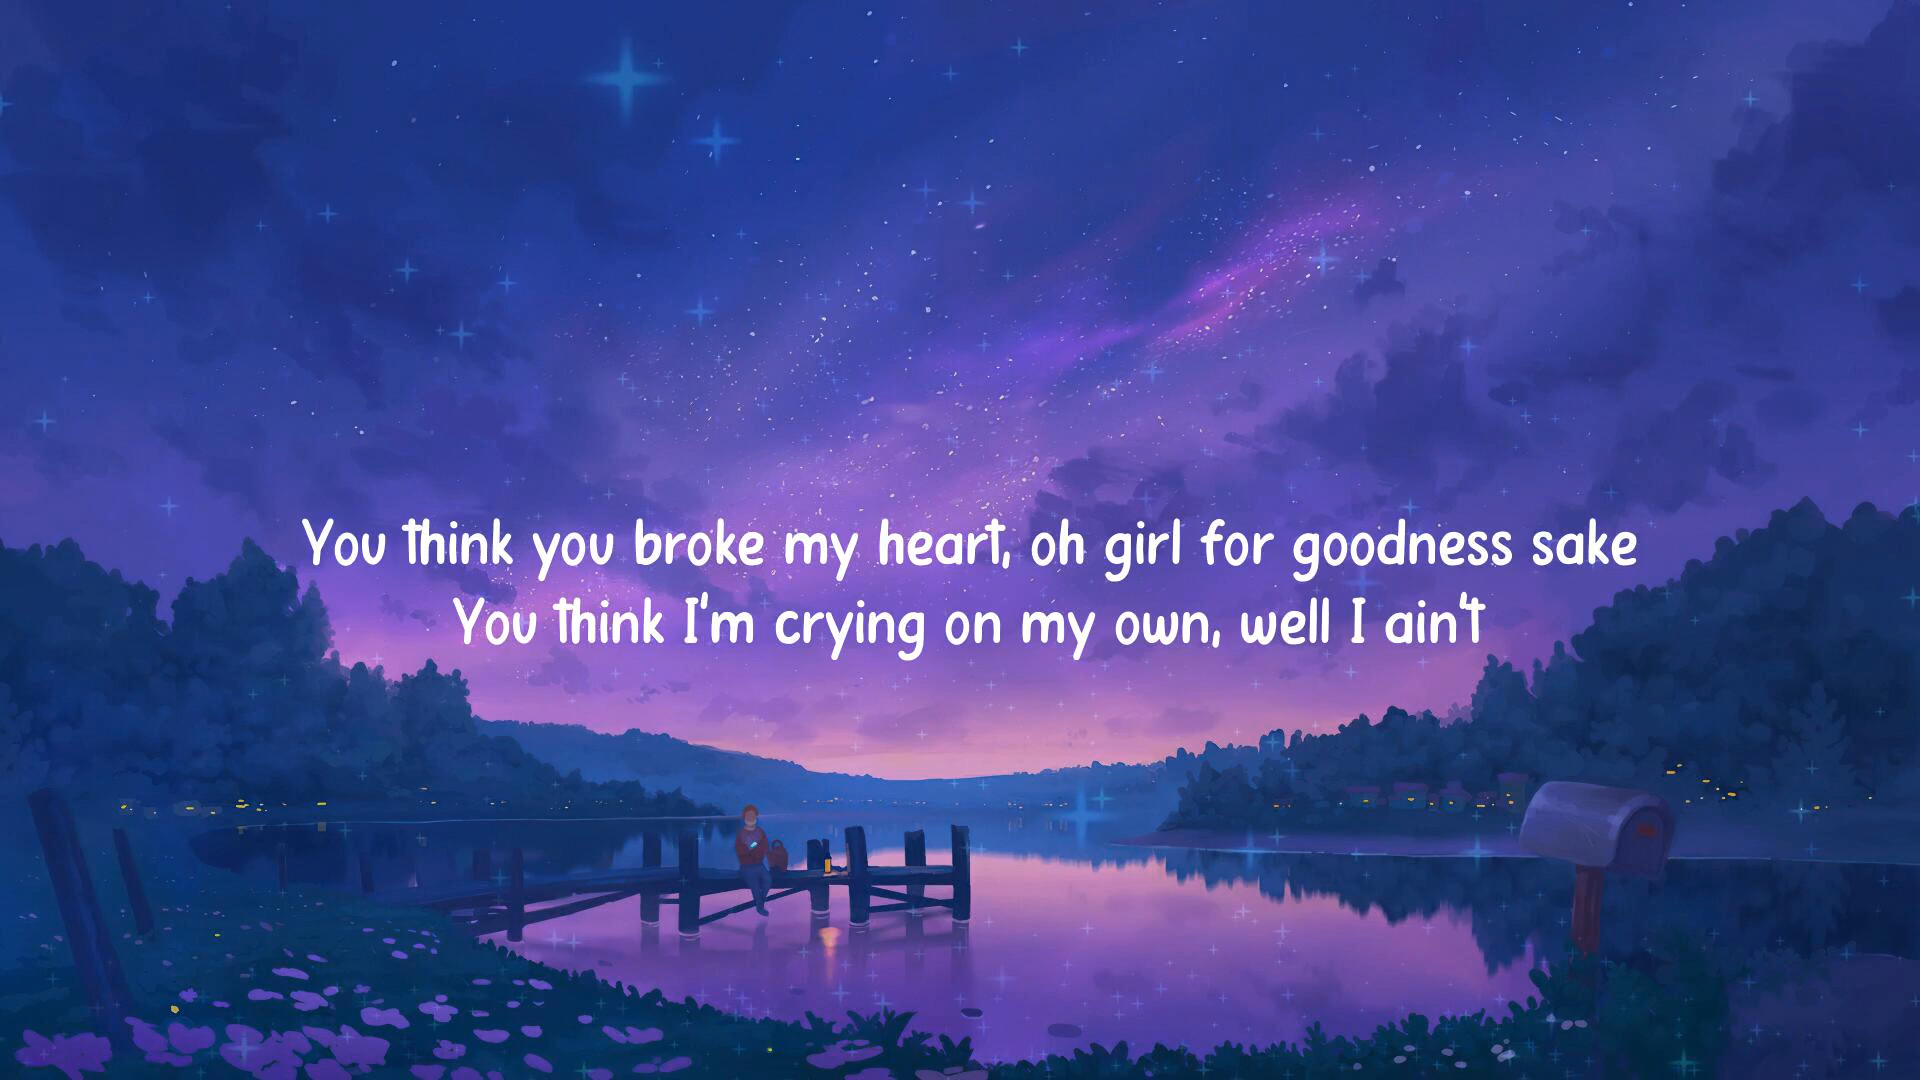 You think you broke my heart, oh girl for goodness sake
You think I'm crying on my own, well I ain't